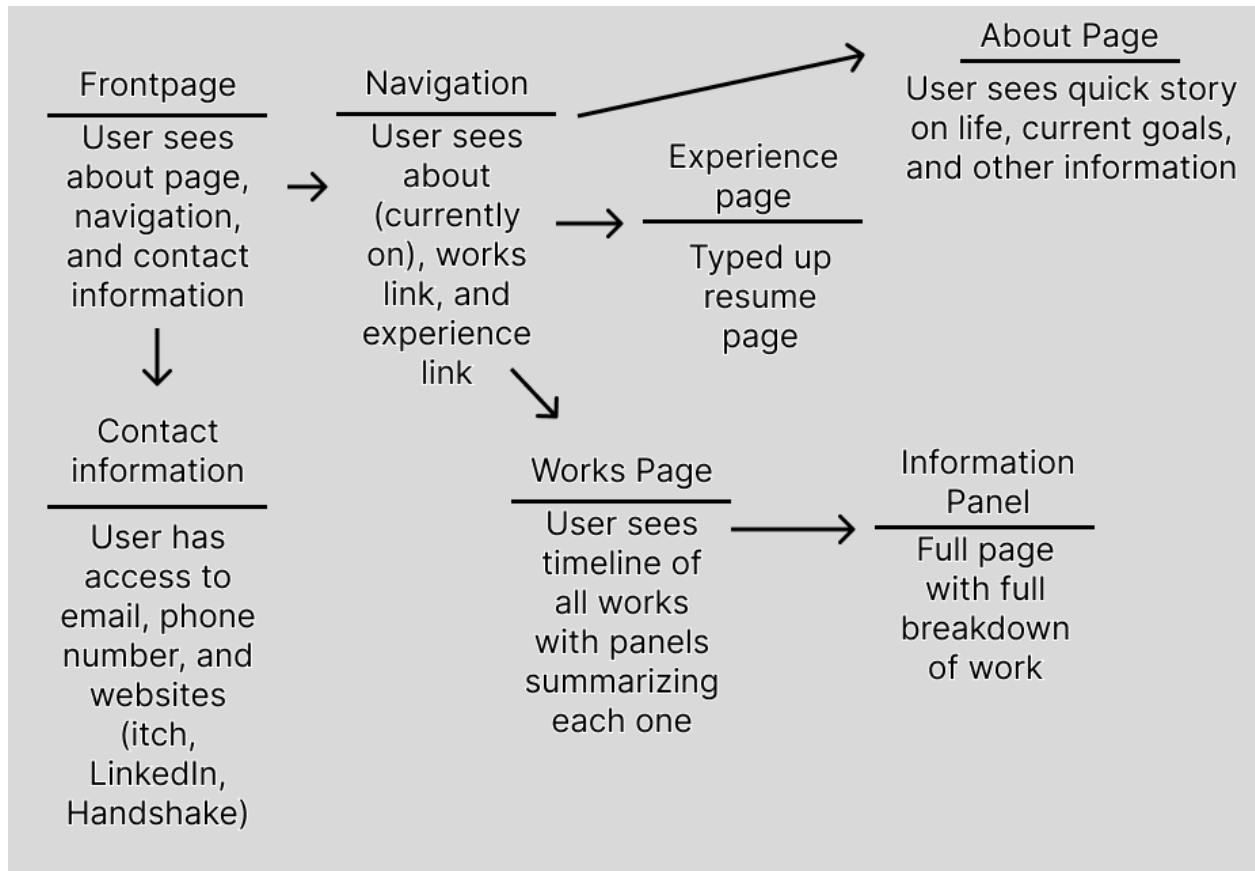 Frontpage
User sees
about page,
navigation,
and contact
information
Navigation
User sees
about
(currently
on), works
link, and
experience
link
About Page
User sees quick story
on life, current goals,
and other information
Experience
page
Typed up
resume
page
Contact
information
User has
access to
email, phone
number, and
websites
(itch,
LinkedIn,
Handshake)
Works Page
User sees
timeline of
all works
with panels
summarizing
each one
Information
Panel
Full page
with full
breakdown
of work